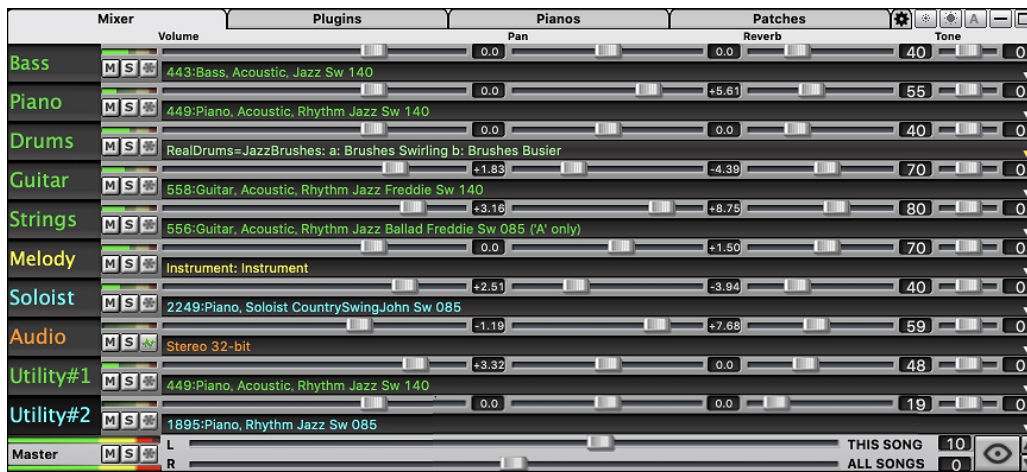 Mixer Plugins Pianos Patches A
Volume Pan Reverb Tone
Bass 0.0 0.0 40 0
M S 443:Bass, Acoustic, Jazz Sw 140
Piano 0.0 +5.61 55 0
M S 449:Piano, Acoustic, Rhythm Jazz Sw 140
Drums 0.0 0.0 40 0
M S RealDrums=JazzBrushes: a: Brushes Swirling b: Brushes Busier
Guitar +1.83 -4.39 70 0
M S 558:Guitar, Acoustic, Rhythm Jazz Freddie Sw 140
Strings +3.16 +8.75 80 0
M S 556:Guitar, Acoustic, Rhythm Jazz Ballad Freddie Sw 085 ('A' only)
Melody 0.0 +1.50 70 0
M S Instrument: Instrument
Soloist +2.51 -3.94 40 0
M S 2249:Piano, Soloist CountrySwingJohn Sw 085
Audio -1.19 +7.68 59 0
M S Stereo 32-bit
Utility#1 +3.32 0.0 48 0
M S 449:Piano, Acoustic, Rhythm Jazz Sw 140
Utility#2 0.0 0.0 19 0
M S 1895:Piano, Rhythm Jazz Sw 085
Master M S L THIS SONG 10
R ALL SONGS 0